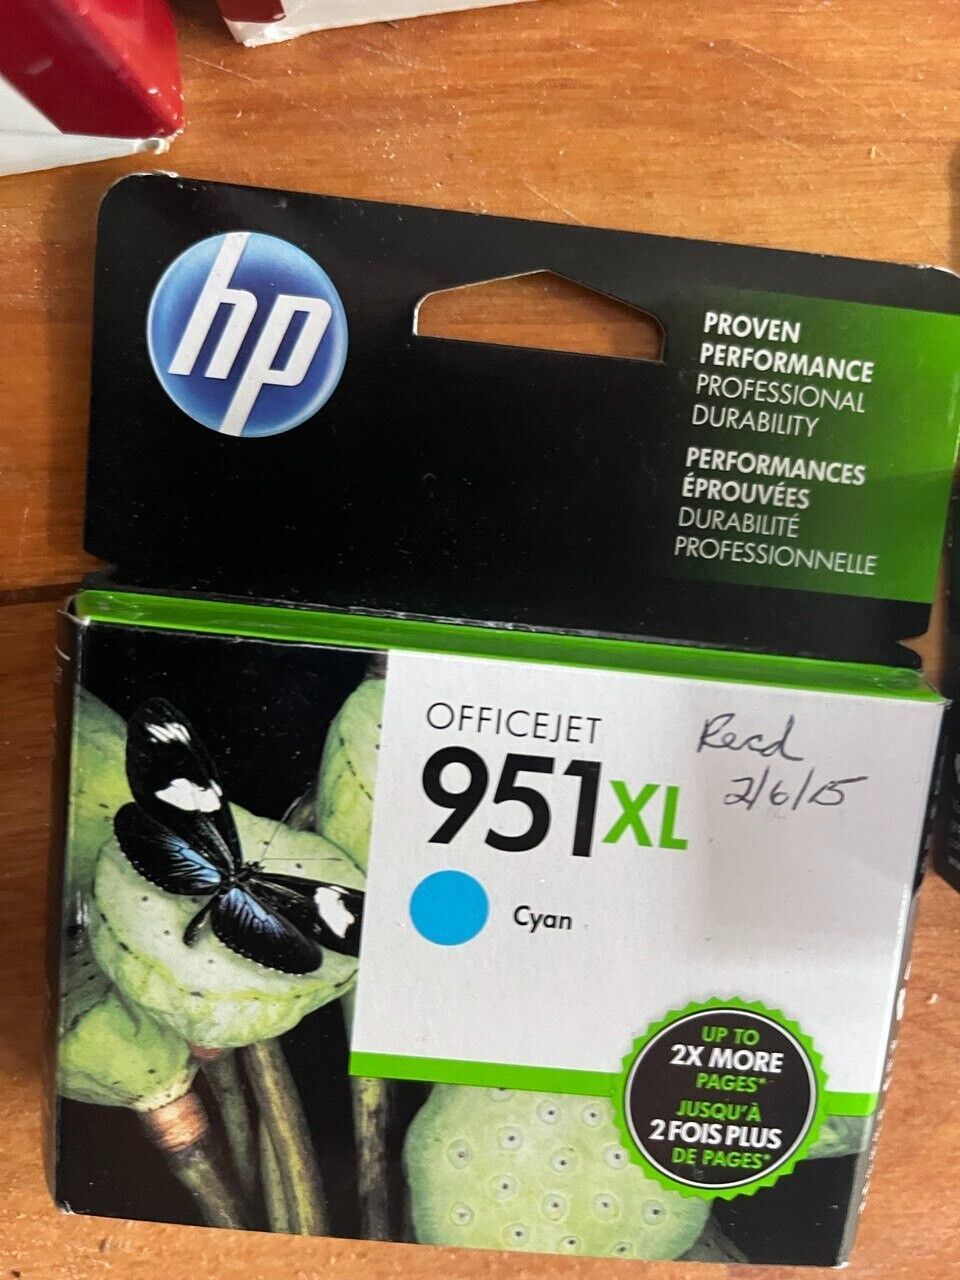 hp
PROVEN
PERFORMANCE
PROFESSIONAL
DURABILITY
PERFORMANCES
ÉPROUVÉES
DURABILITÉ
PROFESSIONNELLE
OFFICEJET
951XL
Cyan
Recd
2/6/15
UP TO
2X MORE
PAGES*
JUSQU'À
2 FOIS PLUS
DE PAGES*